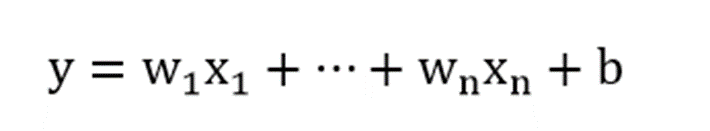 y = w₁x₁ + ⋯ + wₙxₙ + b